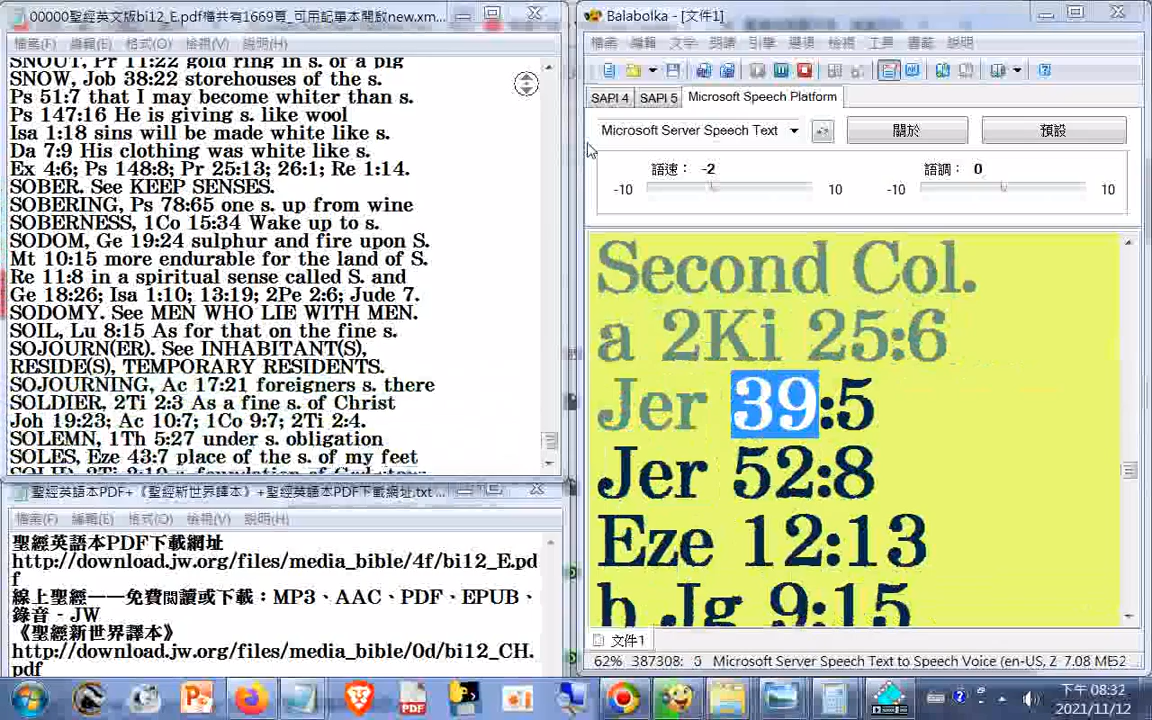 00000聖經英文版bi12_E.pdf檔共有1669頁_可用記事本開啟new.xm...
檔案(F) 編輯(E) 格式(O) 檢視(V) 說明(H)
SNOUT, Pr 11:22 gold ring in s. of a pig
SNOW, Job 38:22 storehouses of the s.
Ps 51:7 that I may become whiter than s.
Ps 147:16 He is giving s. like wool
Isa 1:18 sins will be made white like s.
Da 7:9 His clothing was white like s.
Ex 4:6; Ps 148:8; Pr 25:13; 26:1; Re 1:14.
SOBER. See KEEP SENSES.
SOBERING, Ps 78:65 one s. up from wine
SOBERNESS, 1Co 15:34 Wake up to s.
SODOM, Ge 19:24 sulphur and fire upon S.
Mt 10:15 more endurable for the land of S.
Re 11:8 in a spiritual sense called S. and
Ge 18:26; Isa 1:10; 13:19; 2Pe 2:6; Jude 7.
SODOMY. See MEN WHO LIE WITH MEN.
SOIL, Lu 8:15 As for that on the fine s.
SOJOURN(ER). See INHABITANT(S),
RESIDE(S), TEMPORARY RESIDENTS.
SOJOURNING, Ac 17:21 foreigners s. there
SOLDIER, 2Ti 2:3 As a fine s. of Christ
Joh 19:23; Ac 10:7; 1Co 9:7; 2Ti 2:4.
SOLEMN, 1Th 5:27 under s. obligation
SOLES, Eze 43:7 place of the s. of my feet
聖經英語本PDF+《聖經新世界譯本》+聖經英語本PDF下載網址.txt ...
檔案(F) 編輯(E) 格式(O) 檢視(V) 說明(H)
聖經英語本PDF下載網址
http://download.jw.org/files/media_bible/4f/bi12_E.pd
f
線上聖經——免費閱讀或下載：MP3、AAC、PDF、EPUB、
錄音 - JW
《聖經新世界譯本》
http://download.jw.org/files/media_bible/0d/bi12_CH.
pdf
Balabolka - [文件1]
檔案 編輯 文字 朗讀 引擎 選項 檢視 工具 書籤 說明
SAPI 4 SAPI 5 Microsoft Speech Platform
Microsoft Server Speech Text 關於 預設
語速： -2 語調： 0
-10 10 -10 10
Second Col.
a 2Ki 25:6
Jer 39:5
Jer 52:8
Eze 12:13
b Jg 9:15
文件1
62% 387308: 0 Microsoft Server Speech Text to Speech Voice (en-US, Z 7.08 ME52
下午 08:32
2021/11/12